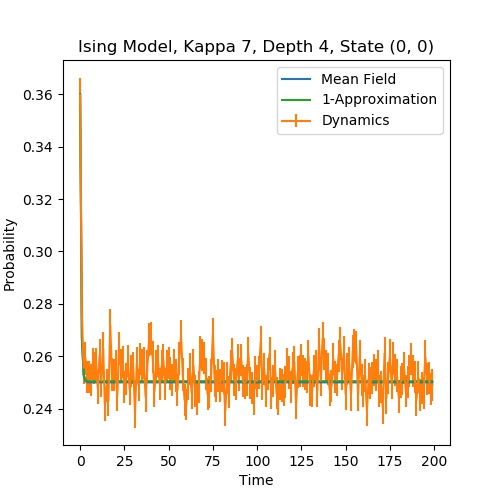 Ising Model, Kappa 7, Depth 4, State (0, 0)
Mean Field
1-Approximation
Dynamics
0.36
0.34
0.32
0.30
0.28
0.26
0.24
Probability
0 25 50 75 100 125 150 175 200
Time